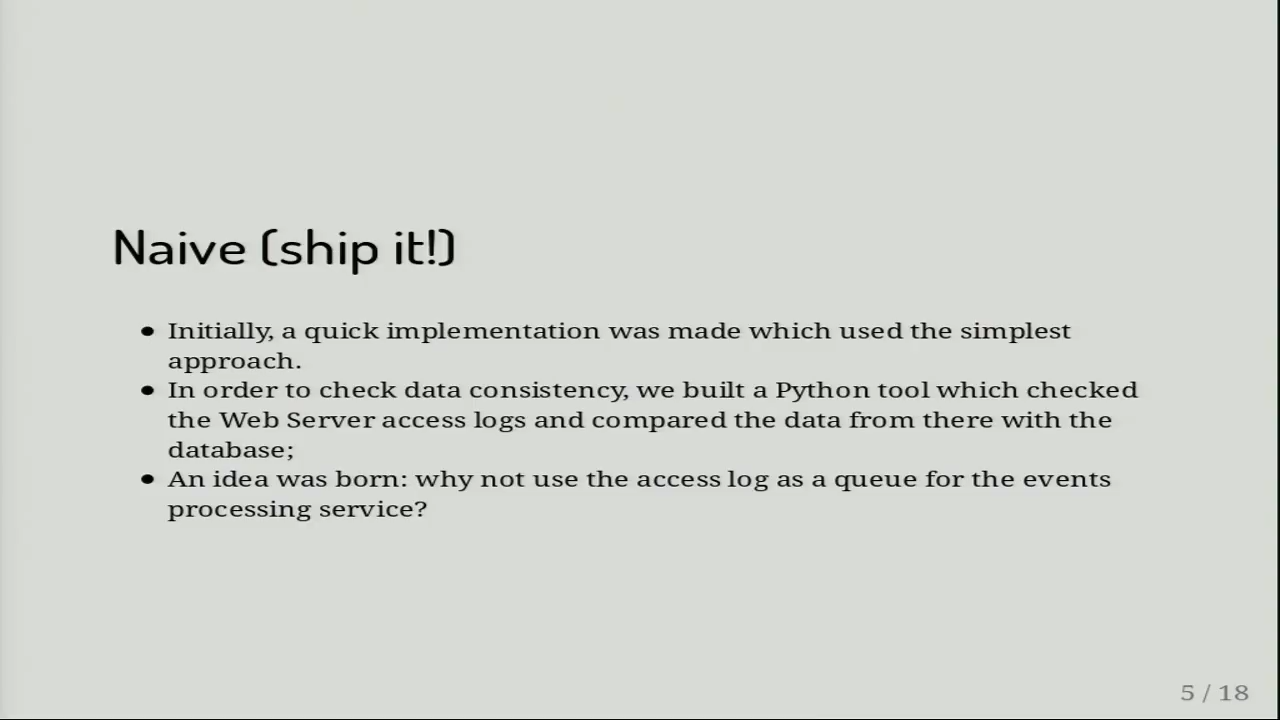 Naive (ship it!)
● Initially, a quick implementation was made which used the simplest
approach.
● In order to check data consistency, we built a Python tool which checked
the Web Server access logs and compared the data from there with the
database;
● An idea was born: why not use the access log as a queue for the events
processing service?
5 / 18